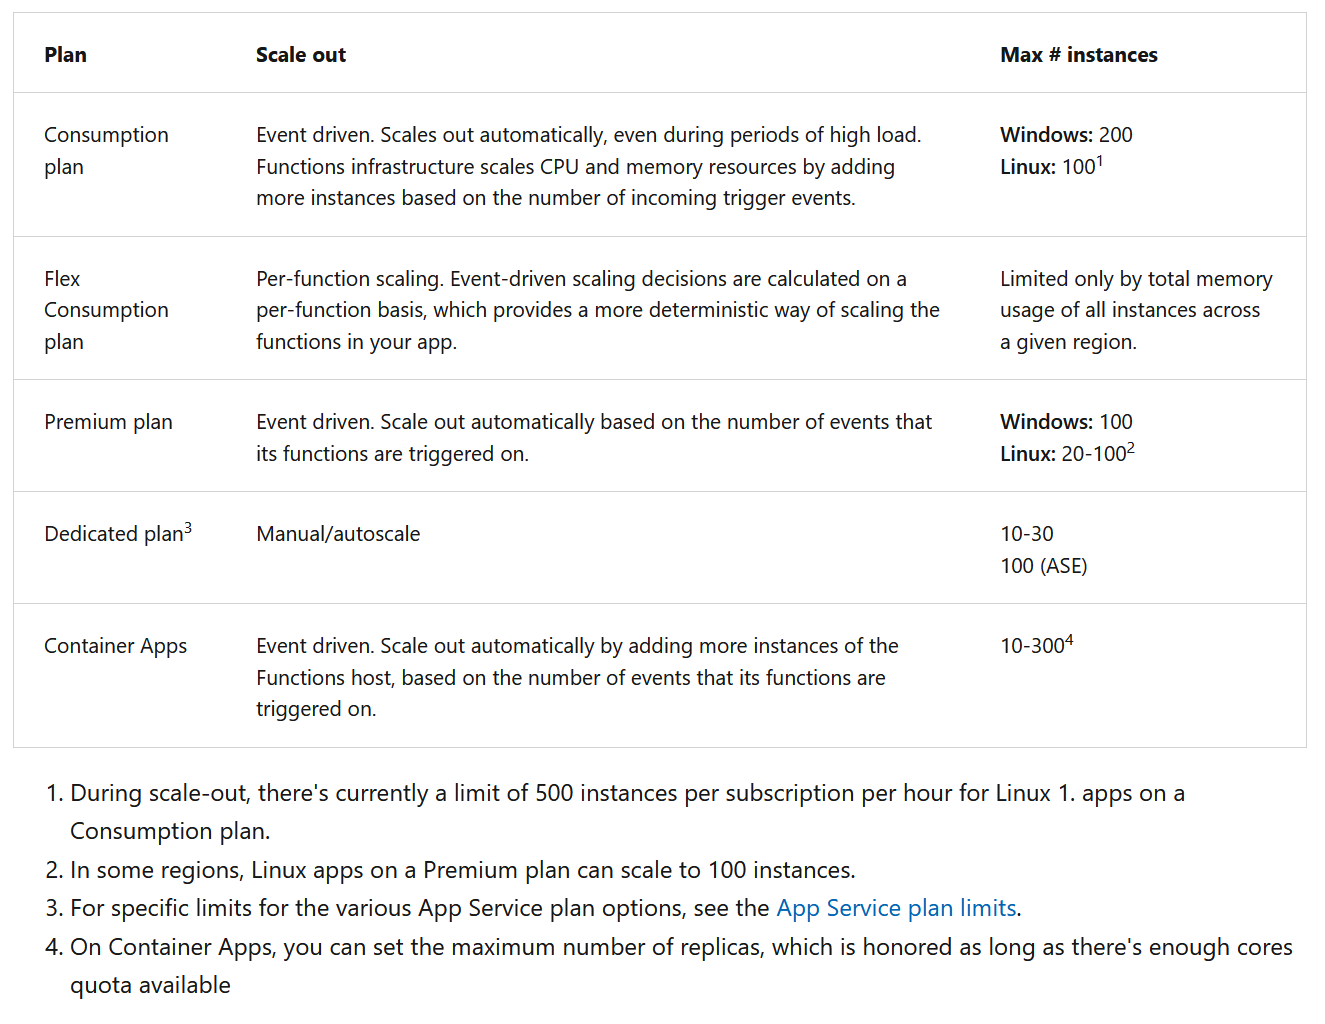 Plan Scale out Max # instances
Consumption plan
Event driven. Scales out automatically, even during periods of high load.
Functions infrastructure scales CPU and memory resources by adding
more instances based on the number of incoming trigger events.
Windows: 200
Linux: 100¹
Flex
Consumption
plan
Per-function scaling. Event-driven scaling decisions are calculated on a
per-function basis, which provides a more deterministic way of scaling the
functions in your app.
Limited only by total memory
usage of all instances across
a given region.
Premium plan
Event driven. Scale out automatically based on the number of events that
its functions are triggered on.
Windows: 100
Linux: 20-100²
Dedicated plan³
Manual/autoscale
10-30
100 (ASE)
Container Apps
Event driven. Scale out automatically by adding more instances of the
Functions host, based on the number of events that its functions are
triggered on.
10-300⁴
1. During scale-out, there's currently a limit of 500 instances per subscription per hour for Linux 1. apps on a
Consumption plan.
2. In some regions, Linux apps on a Premium plan can scale to 100 instances.
3. For specific limits for the various App Service plan options, see the App Service plan limits.
4. On Container Apps, you can set the maximum number of replicas, which is honored as long as there's enough cores
quota available